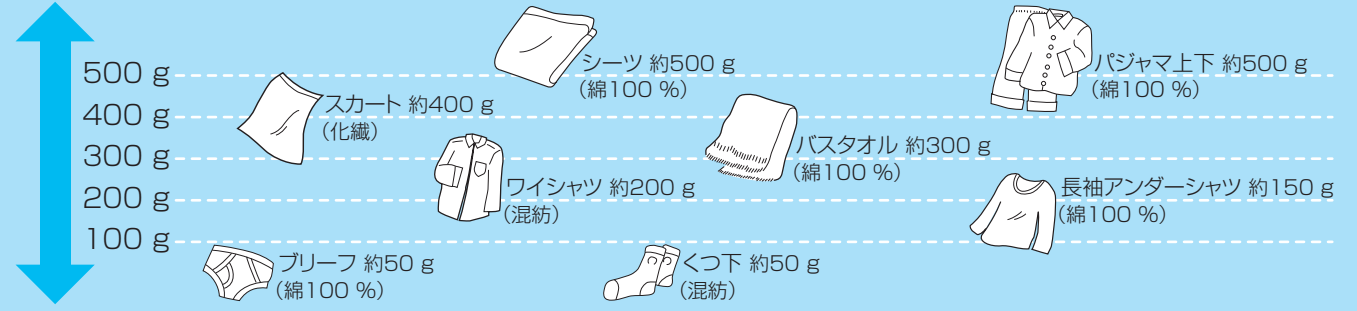 500 g
400 g
300 g
200 g
100 g
シーツ 約500 g
（綿100 %）
パジャマ上下 約500 g
（綿100 %）
スカート 約400 g
（化繊）
バスタオル 約300 g
（綿100 %）
ワイシャツ 約200 g
（混紡）
長袖アンダーシャツ 約150 g
（綿100 %）
ブリーフ 約50 g
（綿100 %）
くつ下 約50 g
（混紡）